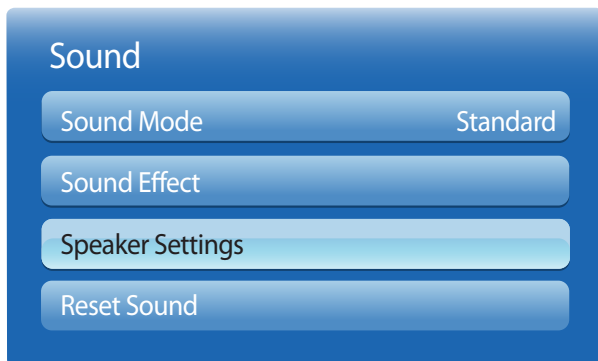 Sound
Sound Mode Standard
Sound Effect
Speaker Settings
Reset Sound